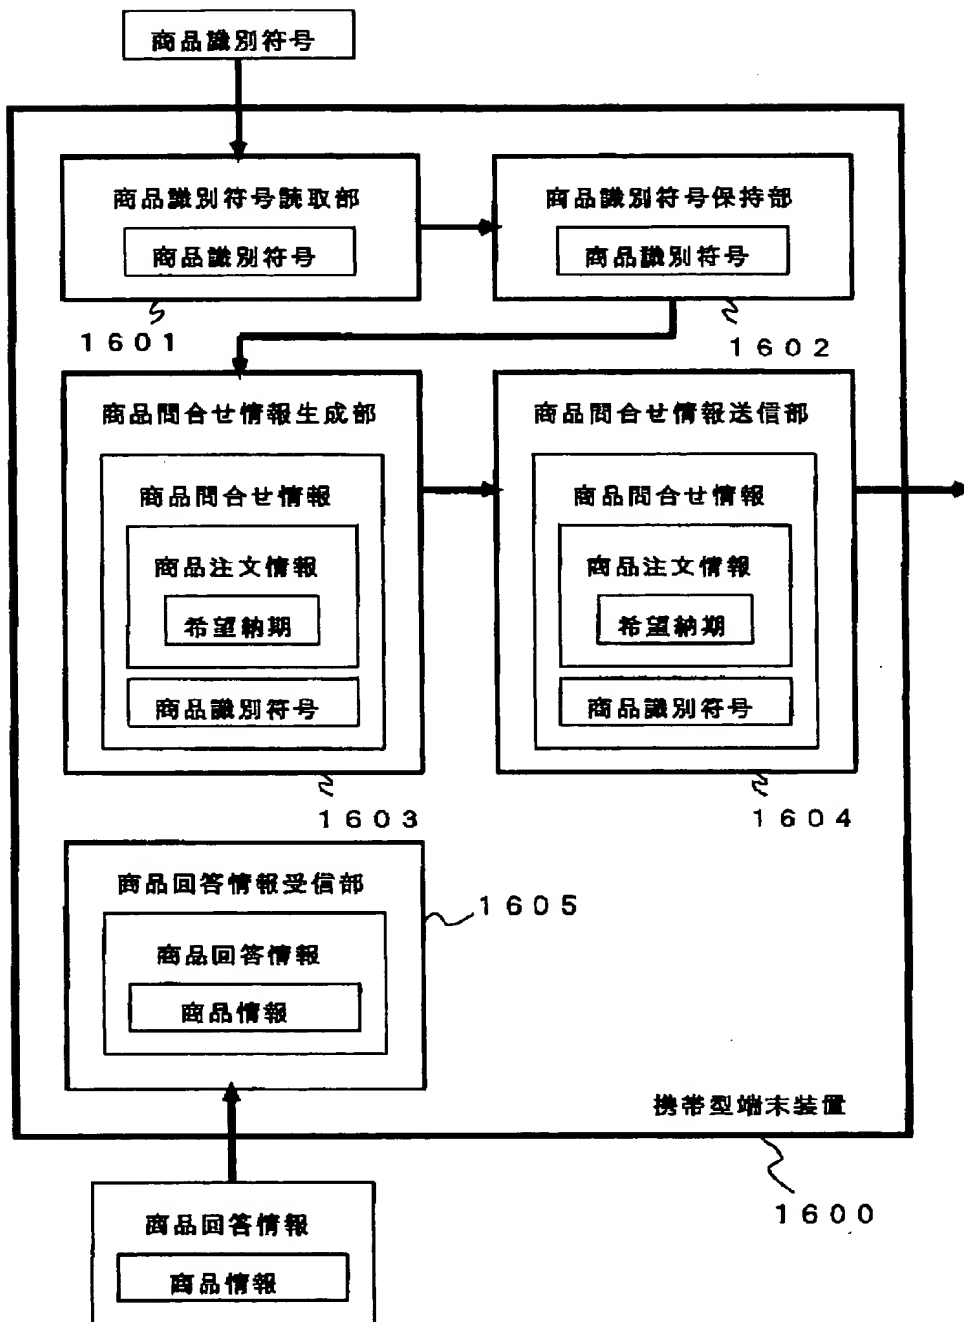 商品識別符号
商品識別符号読取部
商品識別符号
1601
商品識別符号保持部
商品識別符号
1602
商品問合せ情報生成部
商品問合せ情報
商品注文情報
希望納期
商品識別符号
1603
商品問合せ情報送信部
商品問合せ情報
商品注文情報
希望納期
商品識別符号
1604
商品回答情報受信部
商品回答情報
商品情報
1605
携帯型端末装置
1600
商品回答情報
商品情報